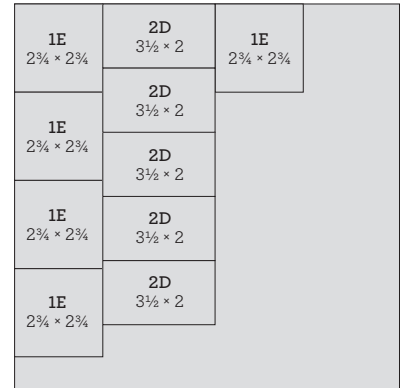 1E
2¾ × 2¾
2D
3½ × 2
1E
2¾ × 2¾
2D
3½ × 2
1E
2¾ × 2¾
2D
3½ × 2
1E
2¾ × 2¾
2D
3½ × 2
2D
3½ × 2
1E
2¾ × 2¾